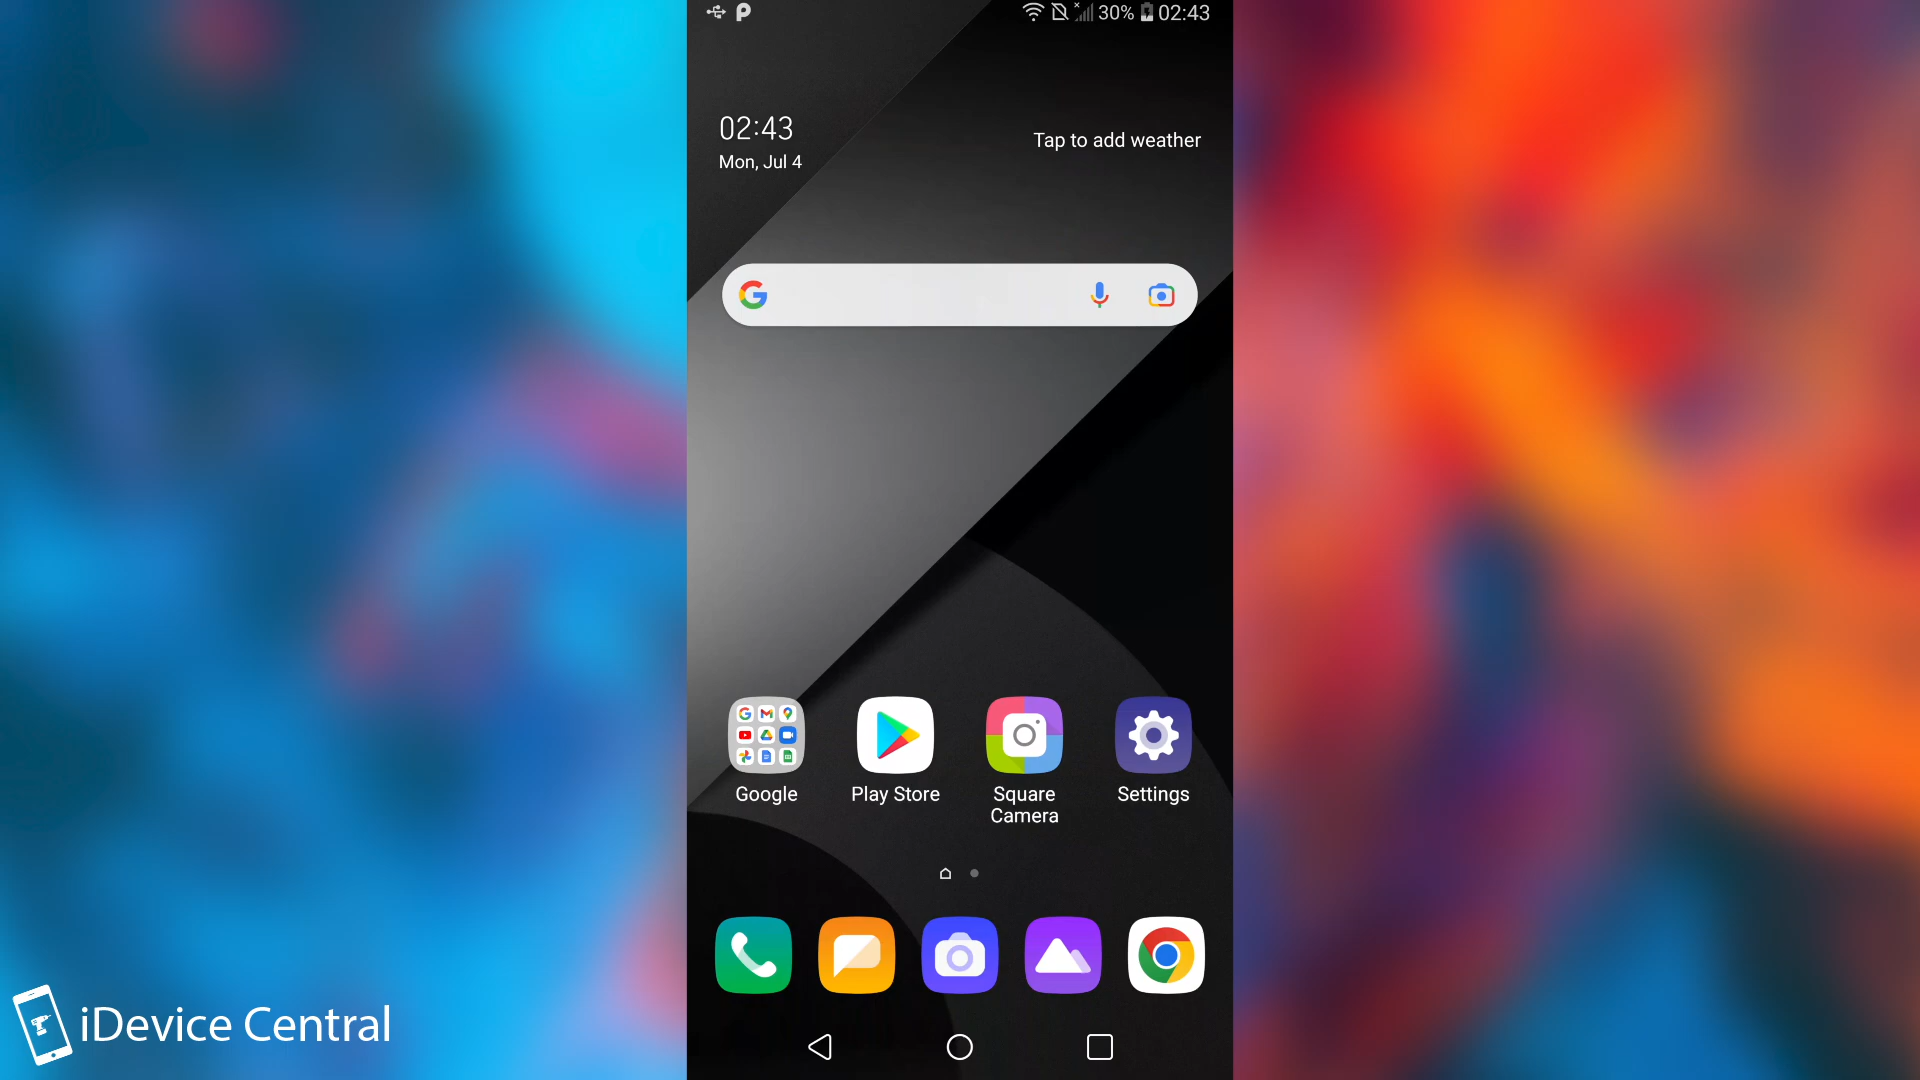 30% 02:43
02:43
Mon, Jul 4
Tap to add weather
Google
Play Store
Square
Camera
Settings
iDevice Central